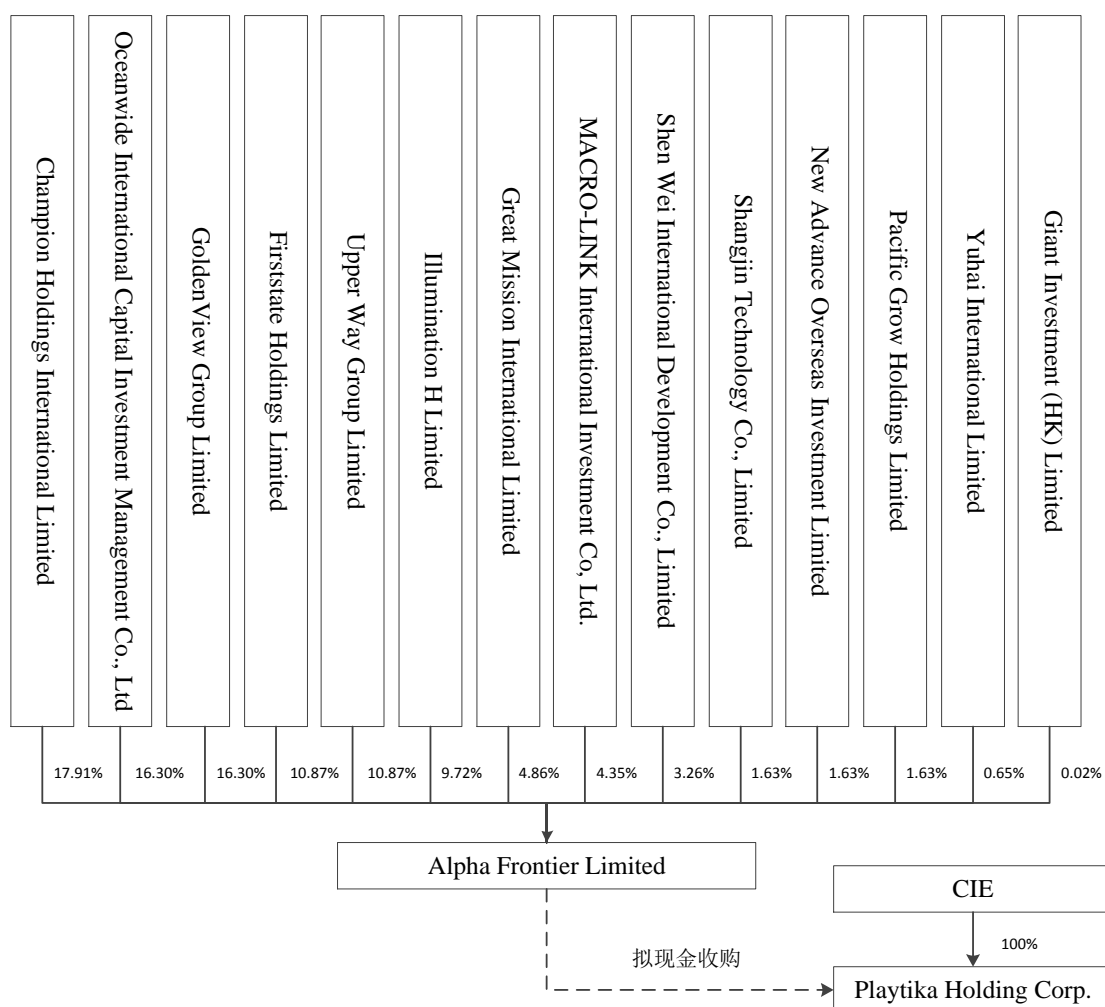 Champion Holdings International Limited
Oceanwide International Capital Investment Management Co., Ltd
GoldenView Group Limited
Firststate Holdings Limited
Upper Way Group Limited
Illumination H Limited
Great Mission International Limited
MACRO-LINK International Investment Co, Ltd.
Shen Wei International Development Co., Limited
Shangjin Technology Co., Limited
New Advance Overseas Investment Limited
Pacific Grow Holdings Limited
Yuhai International Limited
Giant Investment (HK) Limited
17.91% 16.30% 16.30% 10.87% 10.87% 9.72% 4.86% 4.35% 3.26% 1.63% 1.63% 1.63% 0.65% 0.02%
Alpha Frontier Limited
CIE
100%
拟现金收购
Playtika Holding Corp.